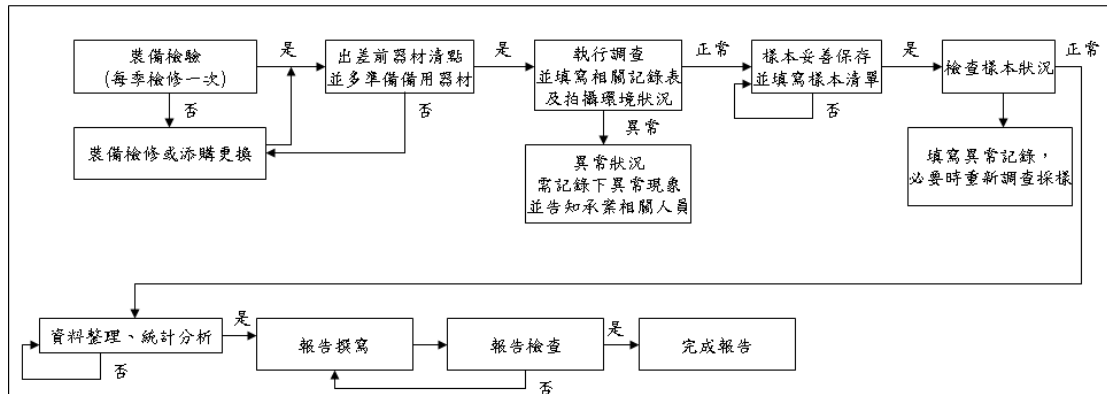 裝備檢驗
(每季檢修一次)
是
否
裝備檢修或添購更換
出差前器材清點
並多準備備用器材
是
否
執行調查
並填寫相關記錄表
及拍攝環境狀況
正常
異常
異常狀況
需記錄下異常現象
並告知承案相關人員
樣本妥善保存
並填寫樣本清單
是
否
檢查樣本狀況
正常
填寫異常記錄，
必要時重新調查採樣
資料整理、統計分析
是
否
報告撰寫
報告檢查
是
否
完成報告